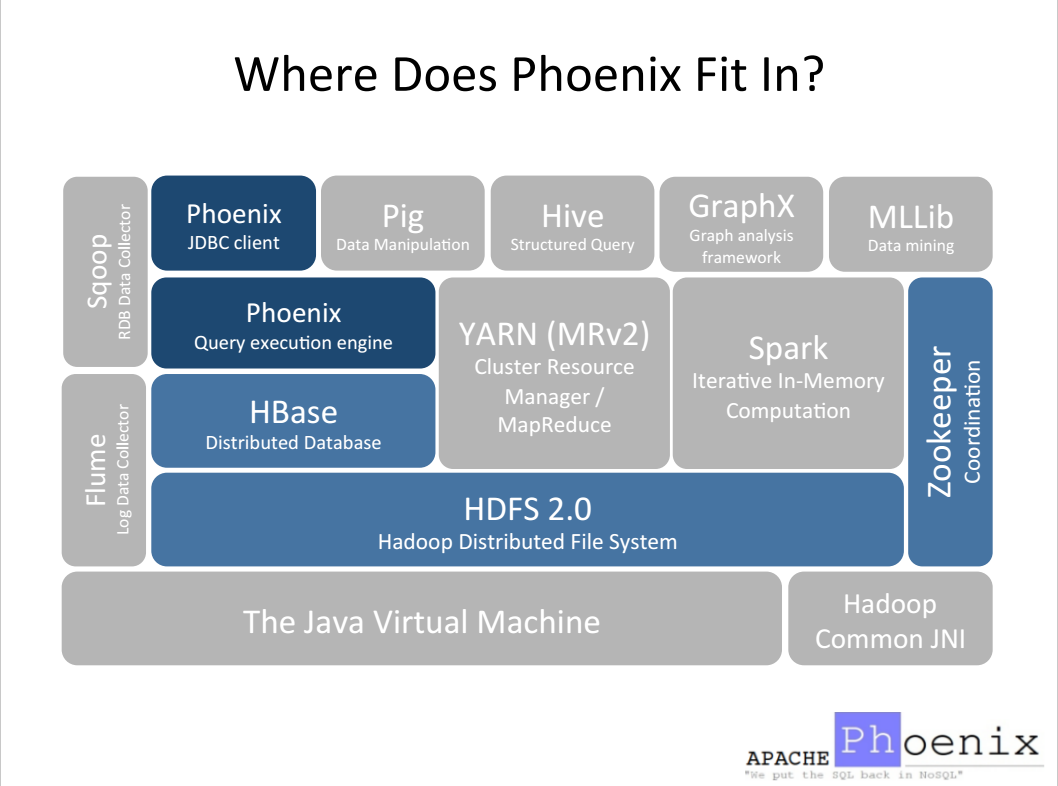 Where Does Phoenix Fit In?
Sqoop
RDB Data Collector
Phoenix
JDBC client
Pig
Data Manipulation
Hive
Structured Query
GraphX
Graph analysis
framework
MLLib
Data mining
Phoenix
Query execution engine
YARN (MRv2)
Cluster Resource
Manager /
MapReduce
Spark
Iterative In-Memory
Computation
Zookeeper
Coordination
Flume
Log Data Collector
HBase
Distributed Database
HDFS 2.0
Hadoop Distributed File System
The Java Virtual Machine
Hadoop
Common JNI
APACHE Phoenix
"We put the SQL back in NoSQL"